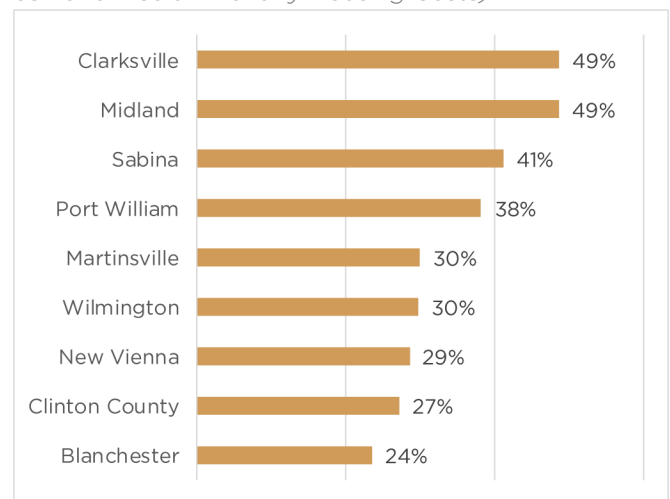 Clarksville 49%
Midland 49%
Sabina 41%
Port William 38%
Martinsville 30%
Wilmington 30%
New Vienna 29%
Clinton County 27%
Blanchester 24%